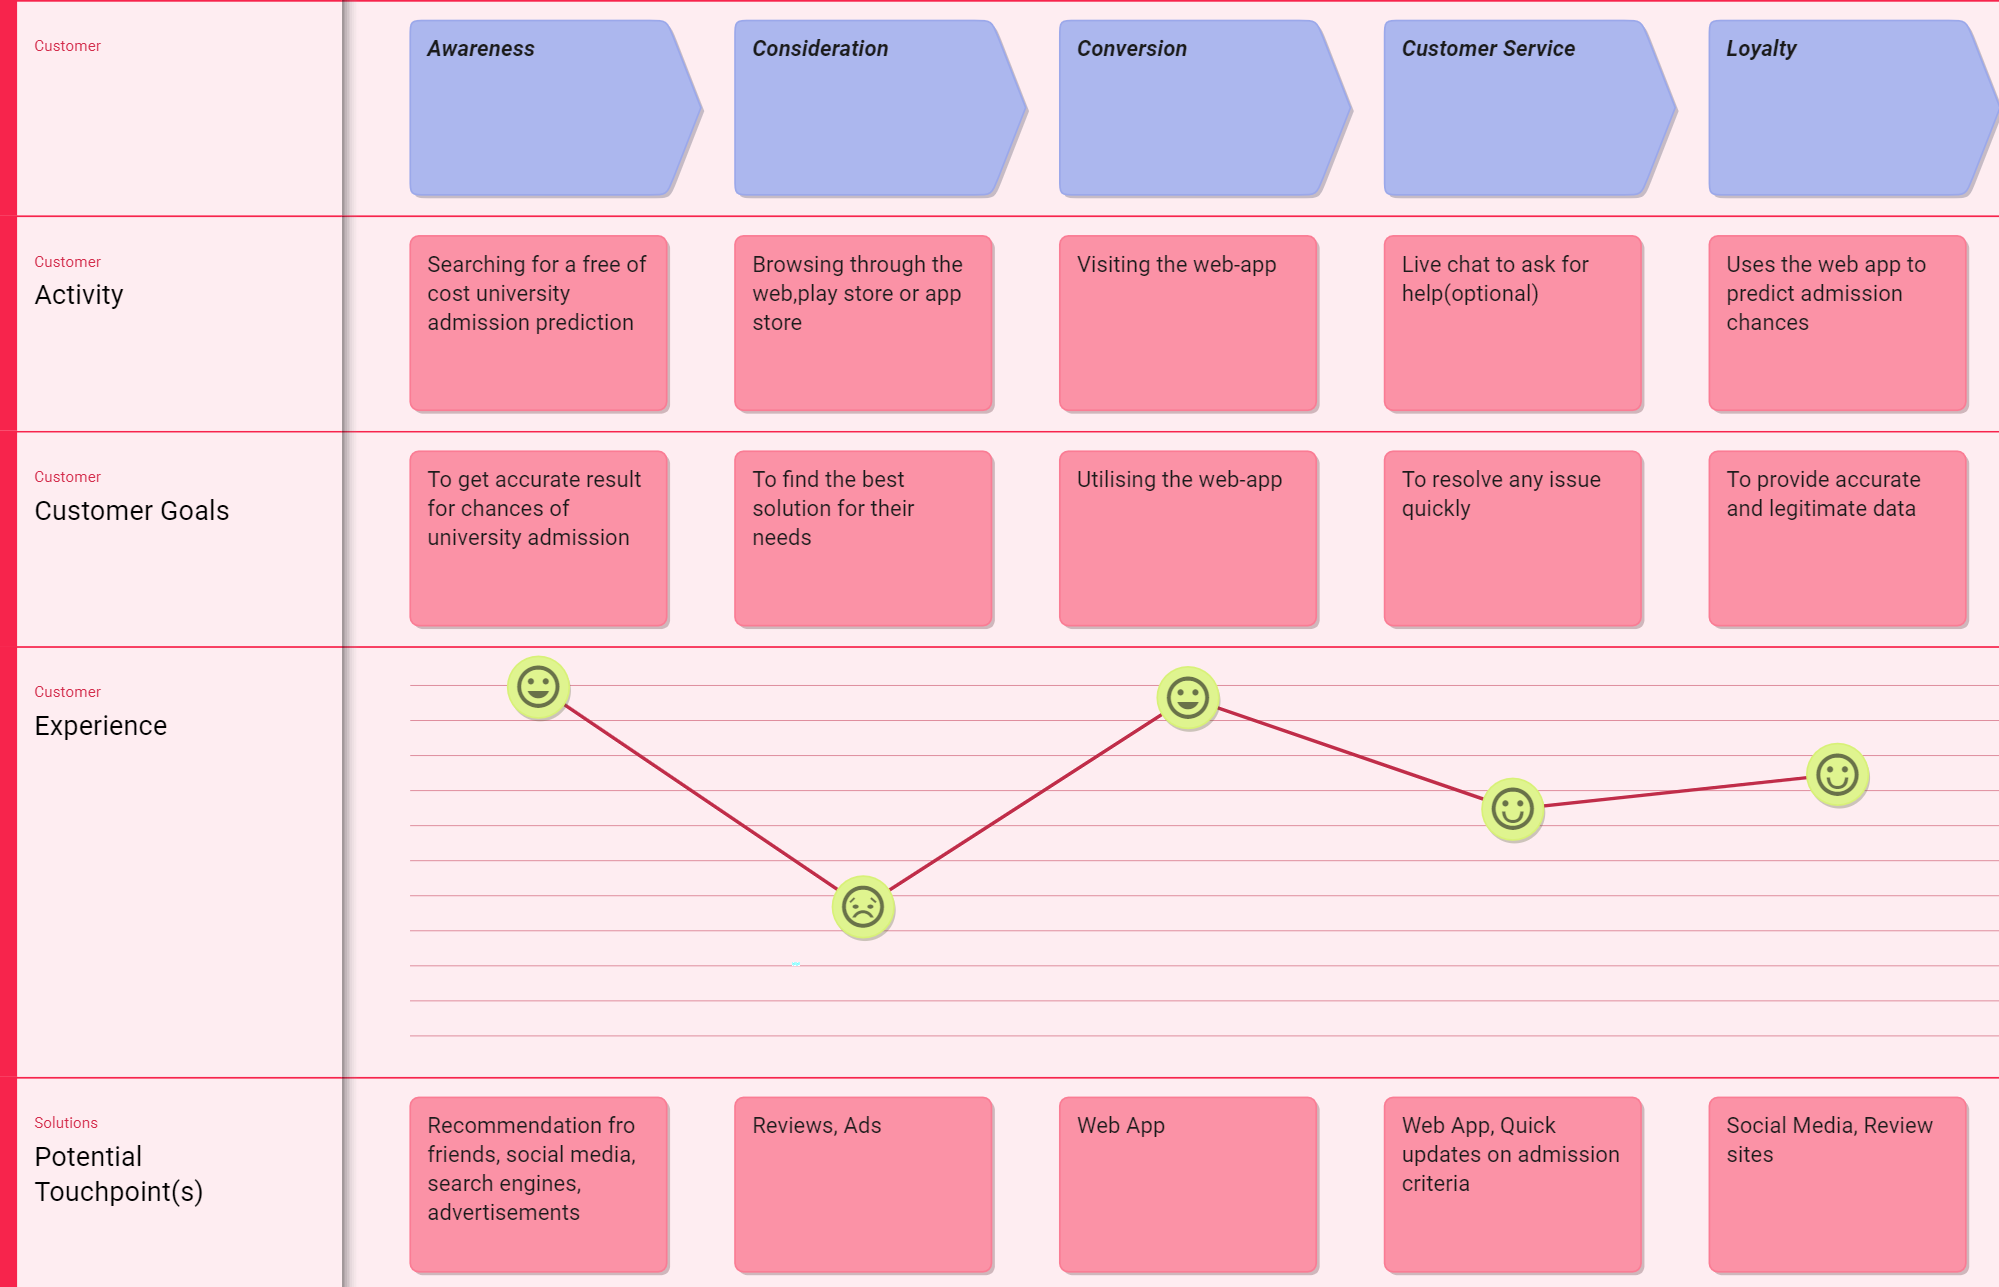 Customer
Awareness
Consideration
Conversion
Customer Service
Loyalty
Customer
Activity
Searching for a free of
cost university
admission prediction
Browsing through the
web,play store or app
store
Visiting the web-app
Live chat to ask for
help(optional)
Uses the web app to
predict admission
chances
Customer
Customer Goals
To get accurate result
for chances of
university admission
To find the best
solution for their
needs
Utilising the web-app
To resolve any issue
quickly
To provide accurate
and legitimate data
Customer
Experience
Solutions
Potential
Touchpoint(s)
Recommendation fro
friends, social media,
search engines,
advertisements
Reviews, Ads
Web App
Web App, Quick
updates on admission
criteria
Social Media, Review
sites